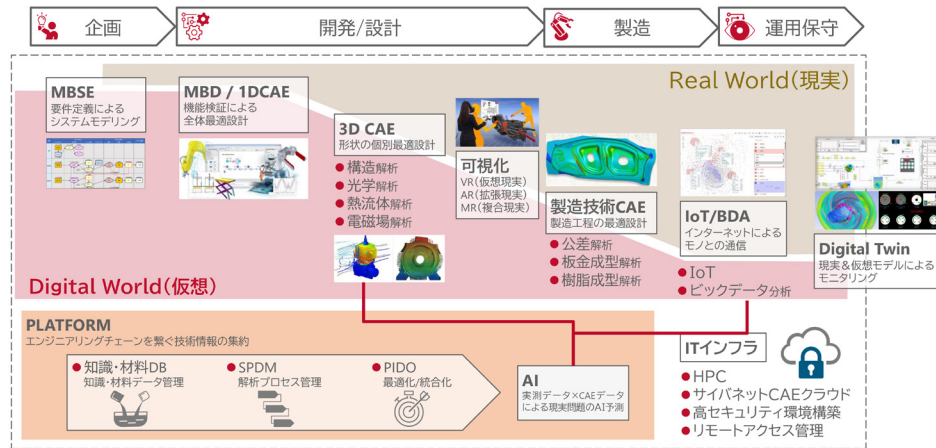 企画
開発/設計
製造
運用保守
Real World(現実)
MBSE
要件定義による
システムモデリング
MBD / 1DCAE
機能検証による
全体最適設計
3D CAE
形状の個別最適設計
構造解析
光学解析
熱流体解析
電磁場解析
可視化
VR(仮想現実)
AR(拡張現実)
MR(複合現実)
製造技術CAE
製造工程の最適設計
公差解析
板金成型解析
樹脂成型解析
IoT/BDA
インターネットによる
モノとの通信
IoT
ビックデータ分析
Digital Twin
現実&仮想モデルによる
モニタリング
Digital World(仮想)
PLATFORM
エンジニアリングチェーンを繋ぐ技術情報の集約
知識・材料DB
知識・材料データ管理
SPDM
解析プロセス管理
PIDO
最適化/統合化
AI
実測データ×CAEデータ
による現実問題のAI予測
ITインフラ
HPC
サイバネットCAEクラウド
高セキュリティ環境構築
リモートアクセス管理